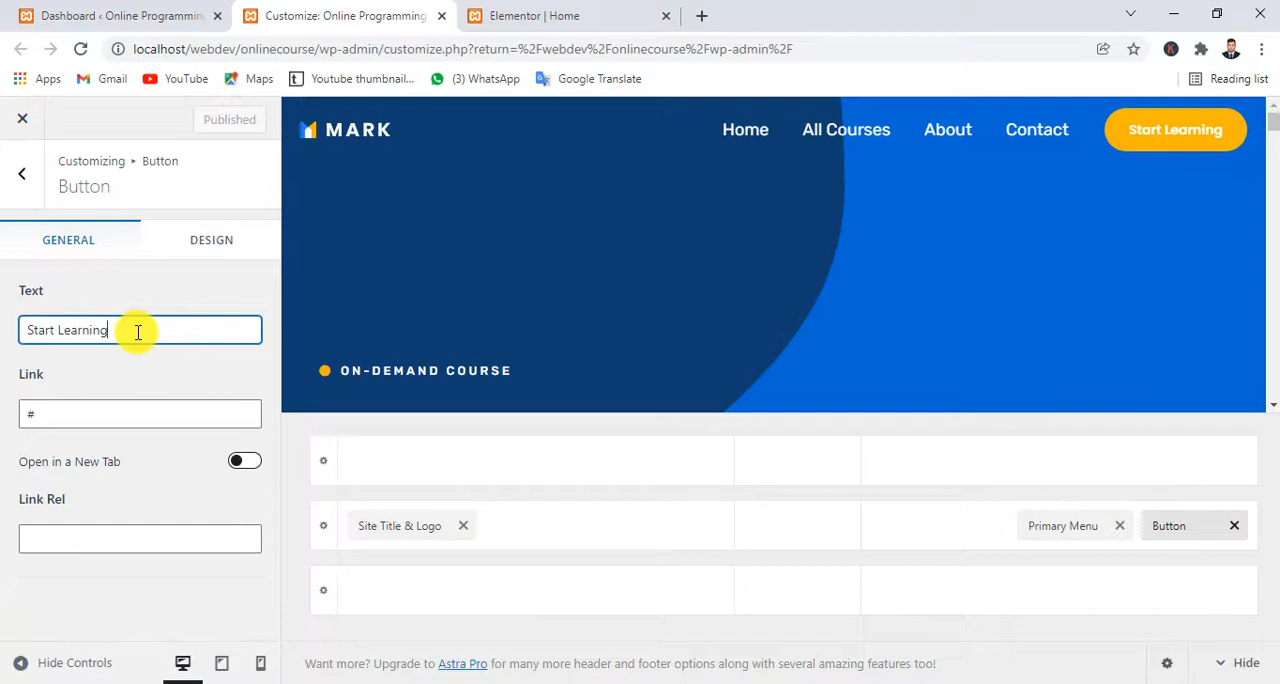 Dashboard ‹ Online Programmin
Customize: Online Programming
Elementor | Home
localhost/webdev/onlinecourse/wp-admin/customize.php?return=%2Fwebdev%2Fonlinecourse%2Fwp-admin%2F
Apps
Gmail
YouTube
Maps
t
Youtube thumbnail...
(3) WhatsApp
Google Translate
Reading list
K
Published
Customizing ▸ Button
Button
GENERAL
DESIGN
Text
Start Learning
Link
#
Open in a New Tab
Link Rel
Hide Controls
MARK
Home
All Courses
About
Contact
Start Learning
ON-DEMAND COURSE
Site Title & Logo
Primary Menu
Button
Want more? Upgrade to Astra Pro for many more header and footer options along with several amazing features too!
Hide